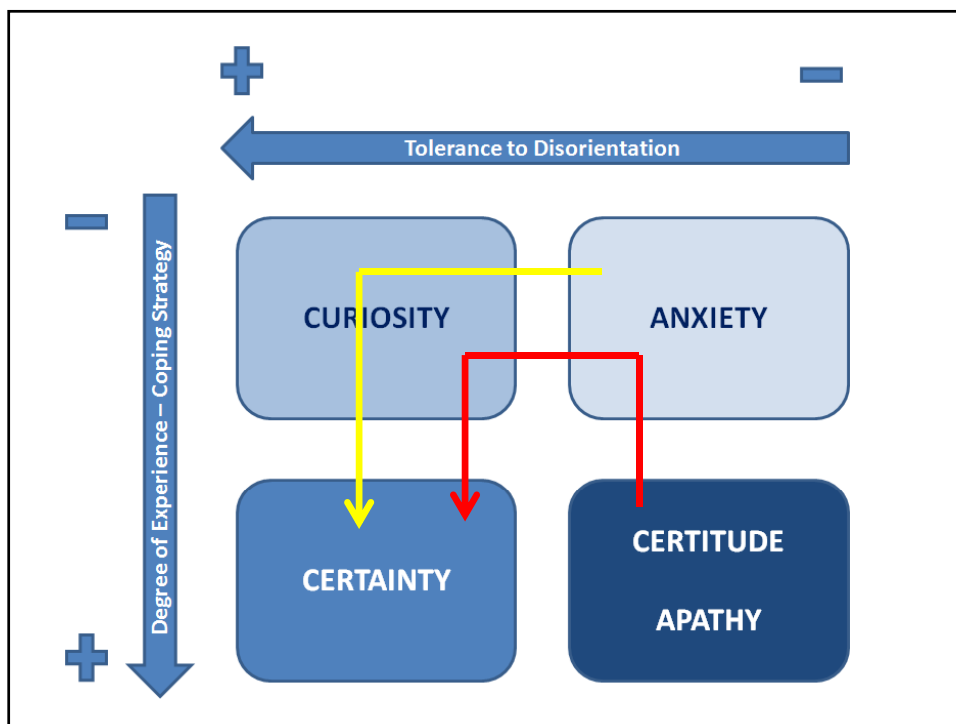 Tolerance to Disorientation
Degree of Experience – Coping Strategy
CURIOSITY
ANXIETY
CERTAINTY
CERTITUDE
APATHY